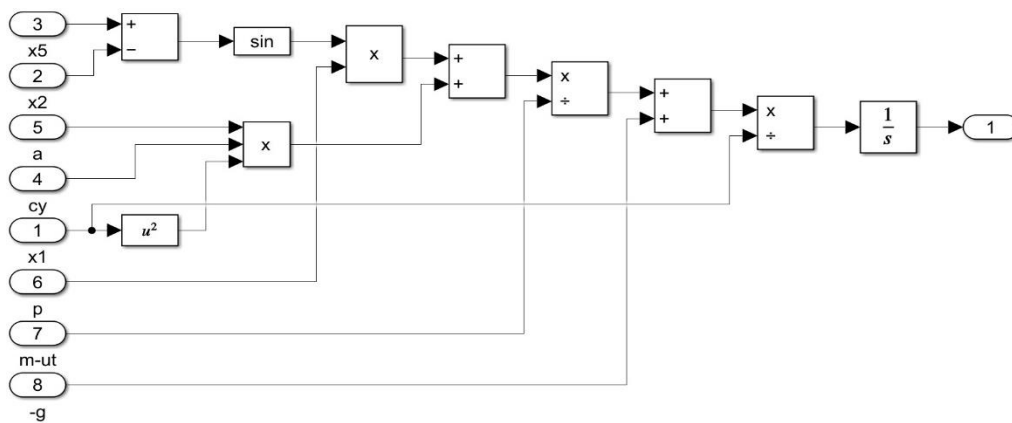 3
x5
2
x2
5
a
4
cy
1
x1
6
p
7
m-ut
8
-g
+
−
sin
x
x
u²
+
+
x
÷
+
+
x
÷
1
s
1